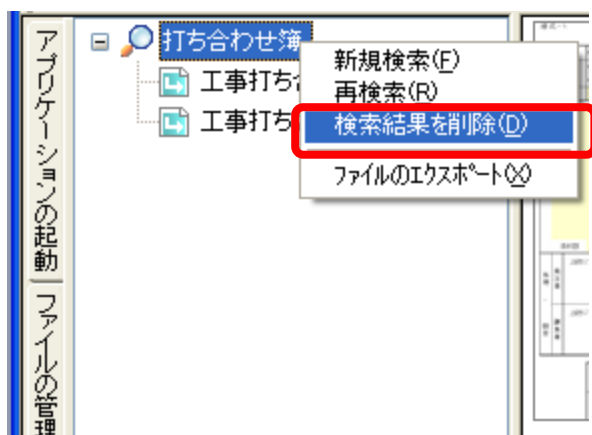 アプリケーションの起動
ファイルの管理
打ち合わせ簿
工事打ち
工事打ち
新規検索(F)
再検索(R)
検索結果を削除(D)
ファイルのエクスポート(X)